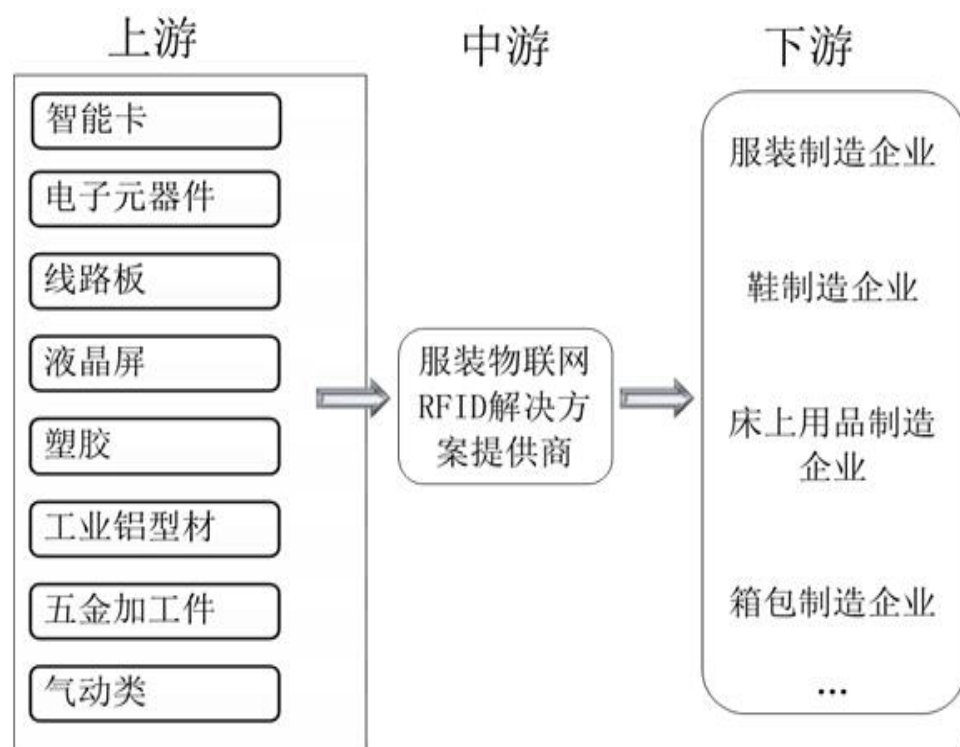 上游
中游
下游
智能卡
电子元器件
线路板
液晶屏
塑胶
工业铝型材
五金加工件
气动类
服装物联网
RFID解决方
案提供商
服装制造企业
鞋制造企业
床上用品制造
企业
箱包制造企业
...